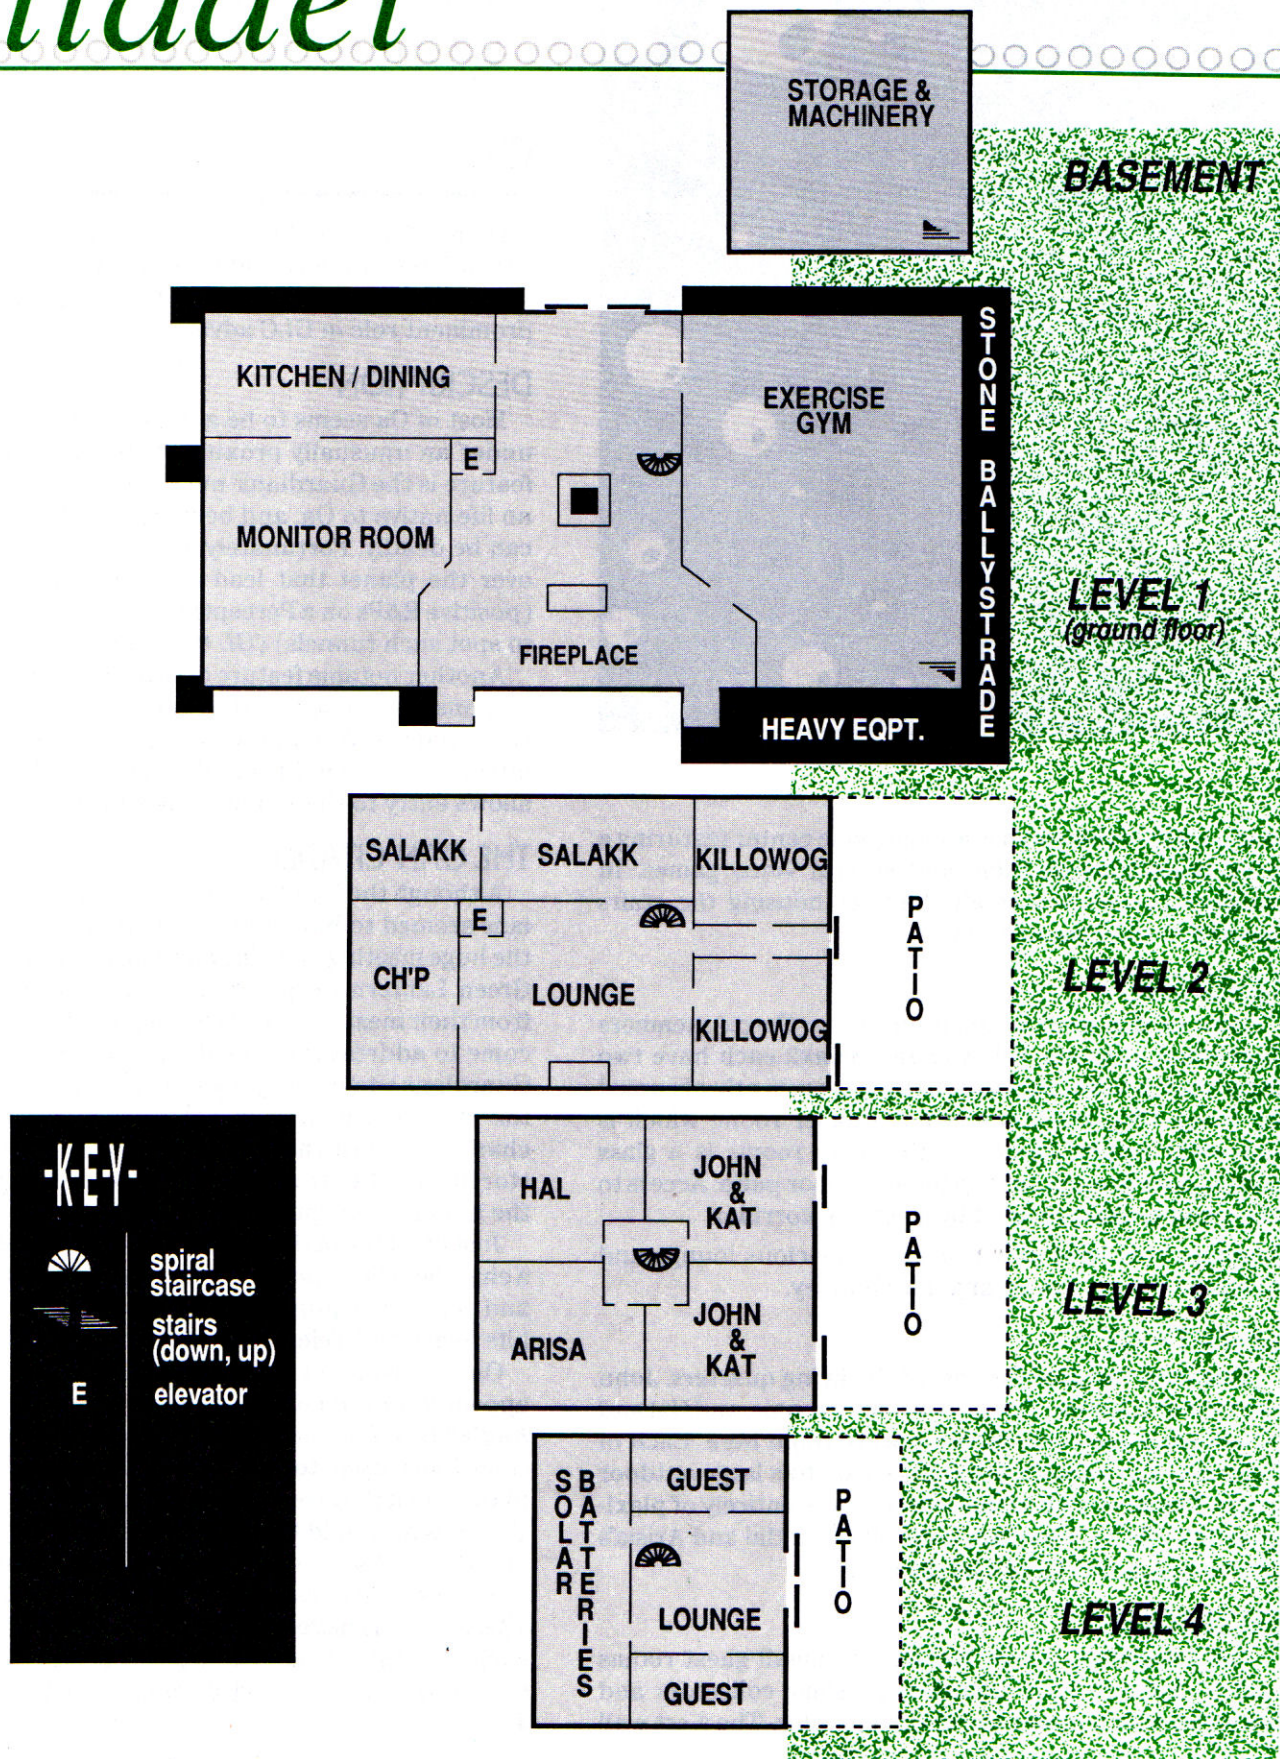 STORAGE &
MACHINERY
BASEMENT
KITCHEN / DINING
EXERCISE
GYM
E
MONITOR ROOM
FIREPLACE
HEAVY EQPT.
STONE BALLYSTRADE
LEVEL 1
(ground floor)
SALAKK
SALAKK
KILLOWOG
E
CH'P
LOUNGE
KILLOWOG
PATIO
LEVEL 2
HAL
JOHN
&
KAT
ARISA
JOHN
&
KAT
PATIO
LEVEL 3
SOLAR
BATTERIES
GUEST
LOUNGE
GUEST
PATIO
LEVEL 4
-K-E-Y-
spiral
staircase
stairs
(down, up)
E elevator